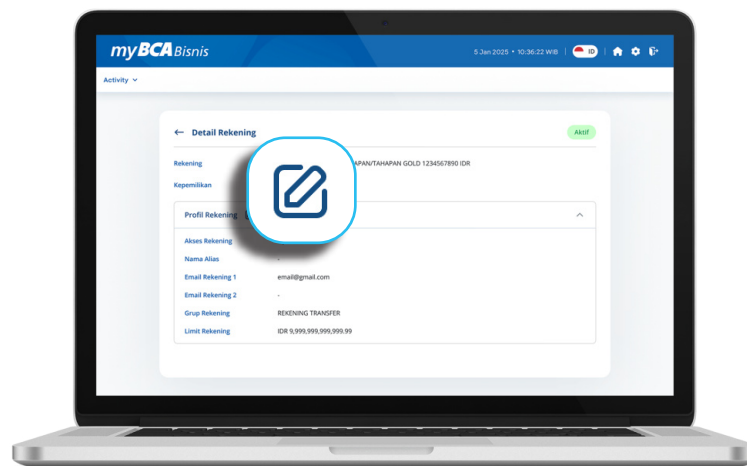 myBCA Bisnis
5 Jan 2025 • 10:36:22 WIB | ID
Activity
← Detail Rekening
Aktif
Rekening APAN/TAHAPAN GOLD 1234567890 IDR
Kepemilikan
Profil Rekening
Akses Rekening
Nama Alias -
Email Rekening 1 email@gmail.com
Email Rekening 2 -
Grup Rekening REKENING TRANSFER
Limit Rekening IDR 9,999,999,999,999.99